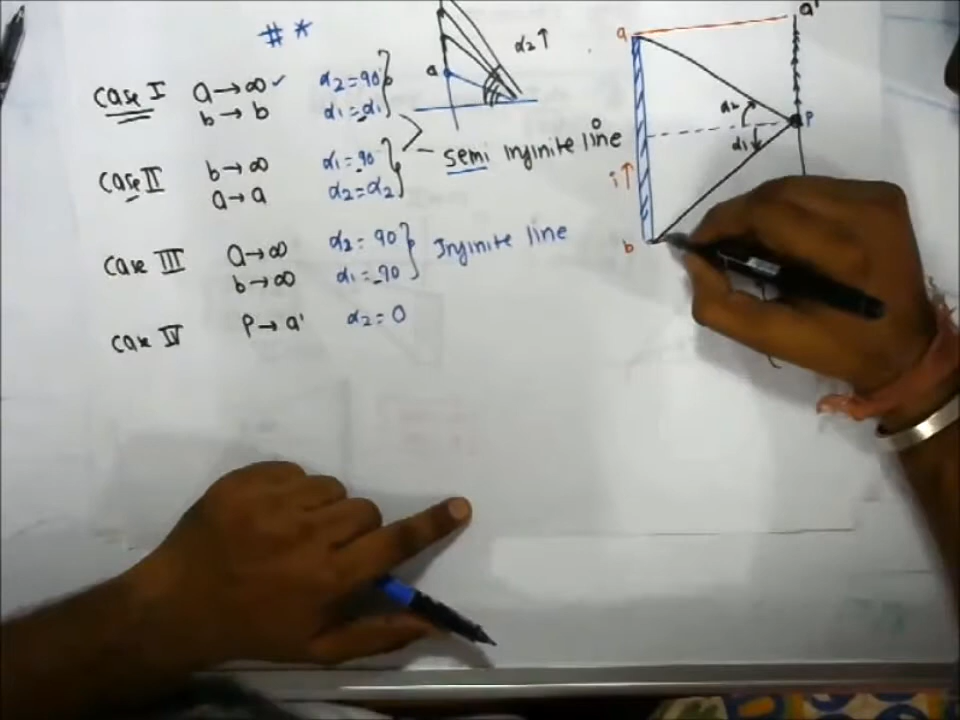 # *
Case I a → ∞ ✓ α2 = 90
b → b α1 = α1
Case II b → ∞ α1 = 90
a → a α2 = α2
semi infinite line
Case III a → ∞ α2 = 90
b → ∞ α1 = 90
Infinite line
Case IV P → a' α2 = 0
a
α2↑
a
a'
α2
P
α1
i↑
b